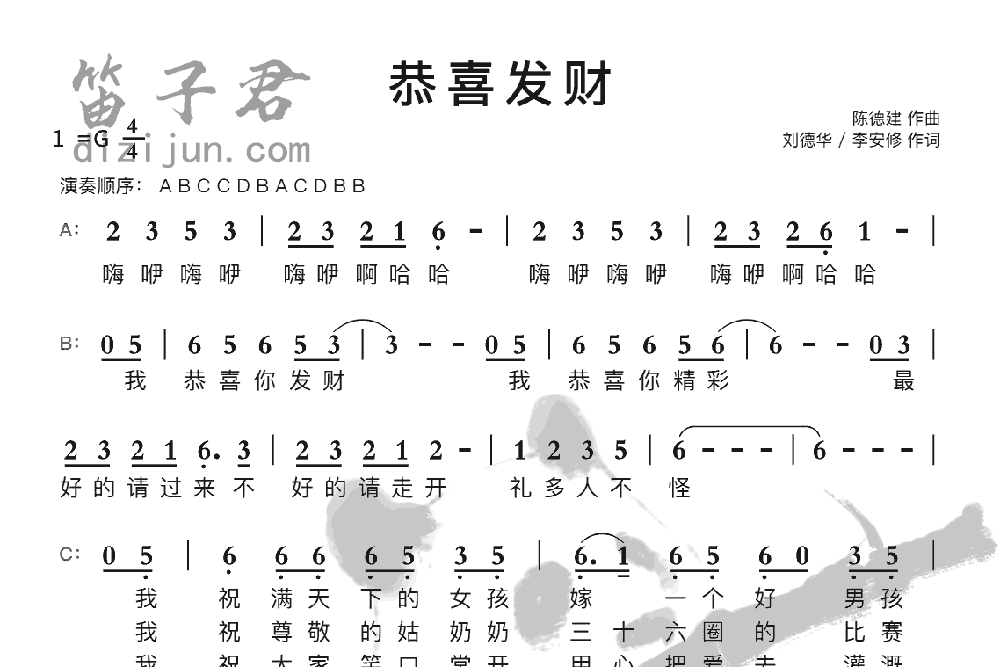 恭喜发财
笛子君
dizijun.com
1=G 4/4
陈德建 作曲
刘德华 / 李安修 作词
演奏顺序： A B C C D B A C D B B
A: 2 3 5 3 | 2 3 2 1 6 - | 2 3 5 3 | 2 3 2 6 1 - |
嗨咿嗨咿 嗨咿啊哈哈 嗨咿嗨咿 嗨咿啊哈哈
B: 0 5 | 6 5 6 5 3 | 3 - - 0 5 | 6 5 6 5 6 | 6 - - 0 3 |
我 恭喜你发财 我 恭喜你精彩 最
2 3 2 1 6. 3 | 2 3 2 1 2 - | 1 2 3 5 | 6 - - - | 6 - - - |
好的请过来不 好的请走开 礼多人不 怪
C: 0 5 | 6 6 6 6 5 3 5 | 6. 1 6 5 6 0 3 5 |
我 祝满天下的女孩 嫁 一个好 男孩
我 祝尊敬的姑奶奶 三十六圈的 比赛
我 祝大家笑口常开 用心把爱去 灌溉